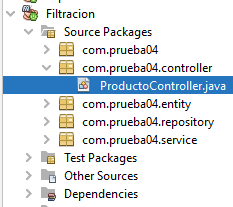 Filtracion
Source Packages
com.prueba04
com.prueba04.controller
ProductoController.java
com.prueba04.entity
com.prueba04.repository
com.prueba04.service
Test Packages
Other Sources
Dependencies